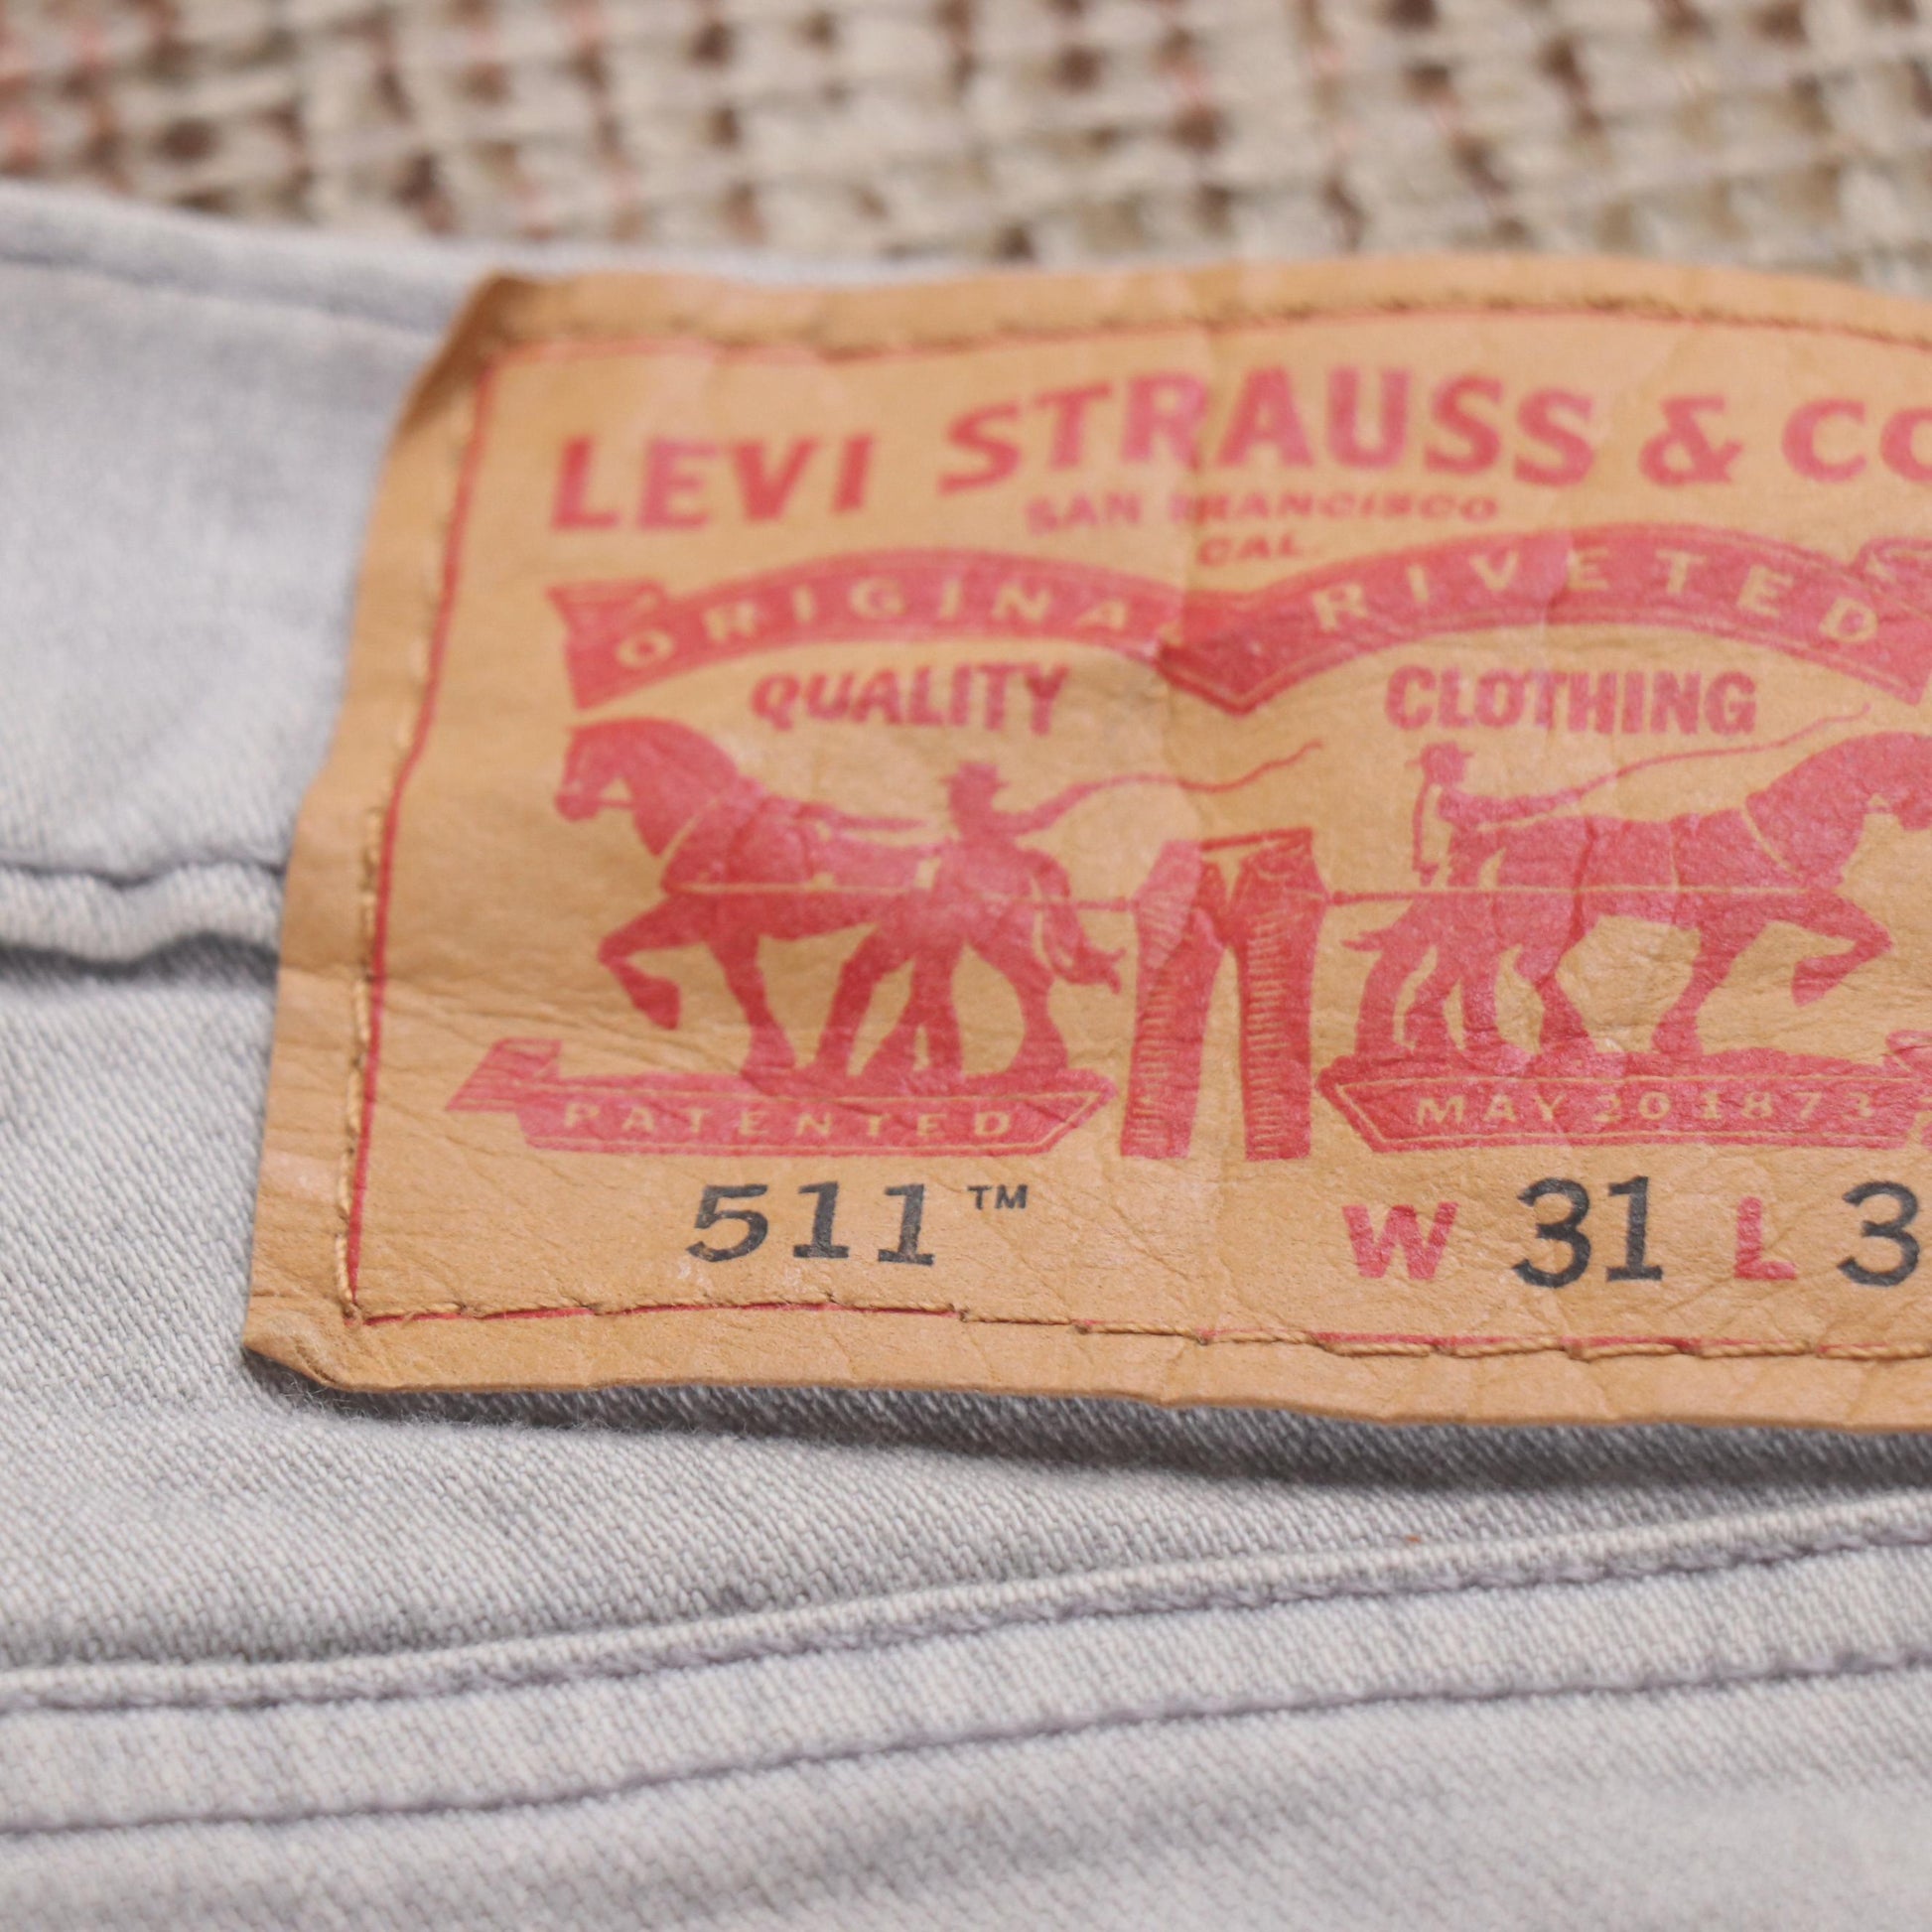 LEVI STRAUSS & CO
SAN FRANCISCO
CAL.
ORIGINAL RIVETED
QUALITY CLOTHING
PATENTED MAY 20 1873
511™ W 31 L 3